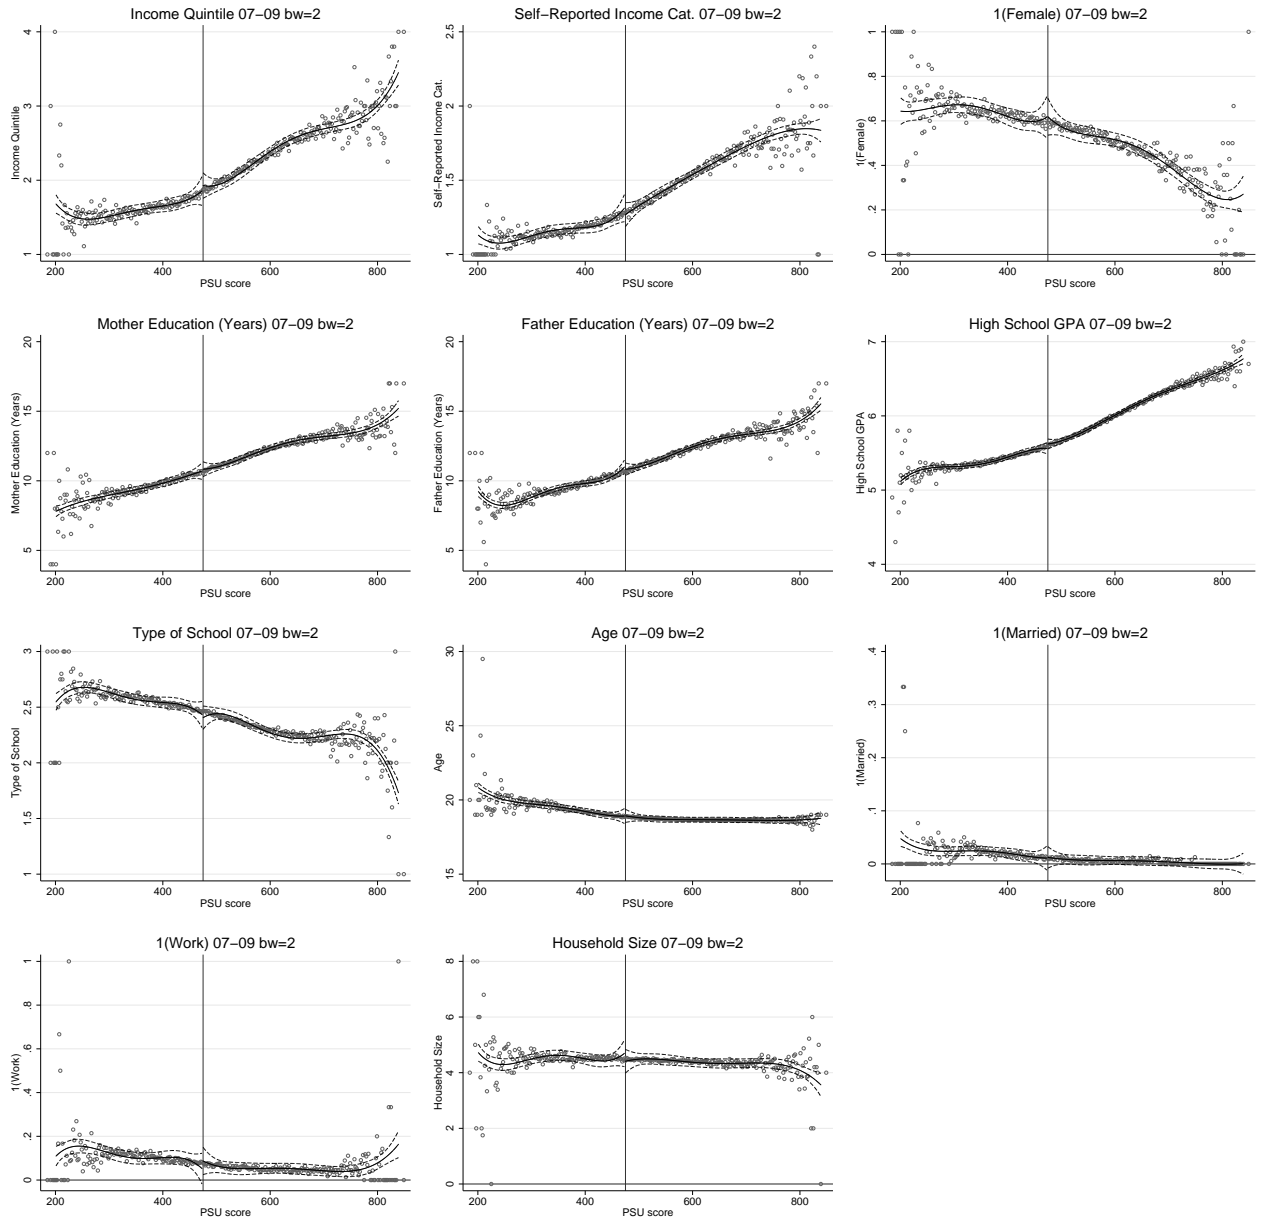 Income Quintile 07−09 bw=2
Income Quintile
4
3
2
1
200 400 600 800
PSU score
Self−Reported Income Cat. 07−09 bw=2
Self−Reported Income Cat.
2.5
2
1.5
1
200 400 600 800
PSU score
1(Female) 07−09 bw=2
1(Female)
1
.8
.6
.4
.2
0
200 400 600 800
PSU score
Mother Education (Years) 07−09 bw=2
Mother Education (Years)
20
15
10
5
200 400 600 800
PSU score
Father Education (Years) 07−09 bw=2
Father Education (Years)
20
15
10
5
200 400 600 800
PSU score
High School GPA 07−09 bw=2
High School GPA
7
6
5
4
200 400 600 800
PSU score
Type of School 07−09 bw=2
Type of School
3
2.5
2
1.5
1
200 400 600 800
PSU score
Age 07−09 bw=2
Age
30
25
20
15
200 400 600 800
PSU score
1(Married) 07−09 bw=2
1(Married)
.4
.3
.2
.1
0
200 400 600 800
PSU score
1(Work) 07−09 bw=2
1(Work)
1
.8
.6
.4
.2
0
200 400 600 800
PSU score
Household Size 07−09 bw=2
Household Size
8
6
4
2
0
200 400 600 800
PSU score